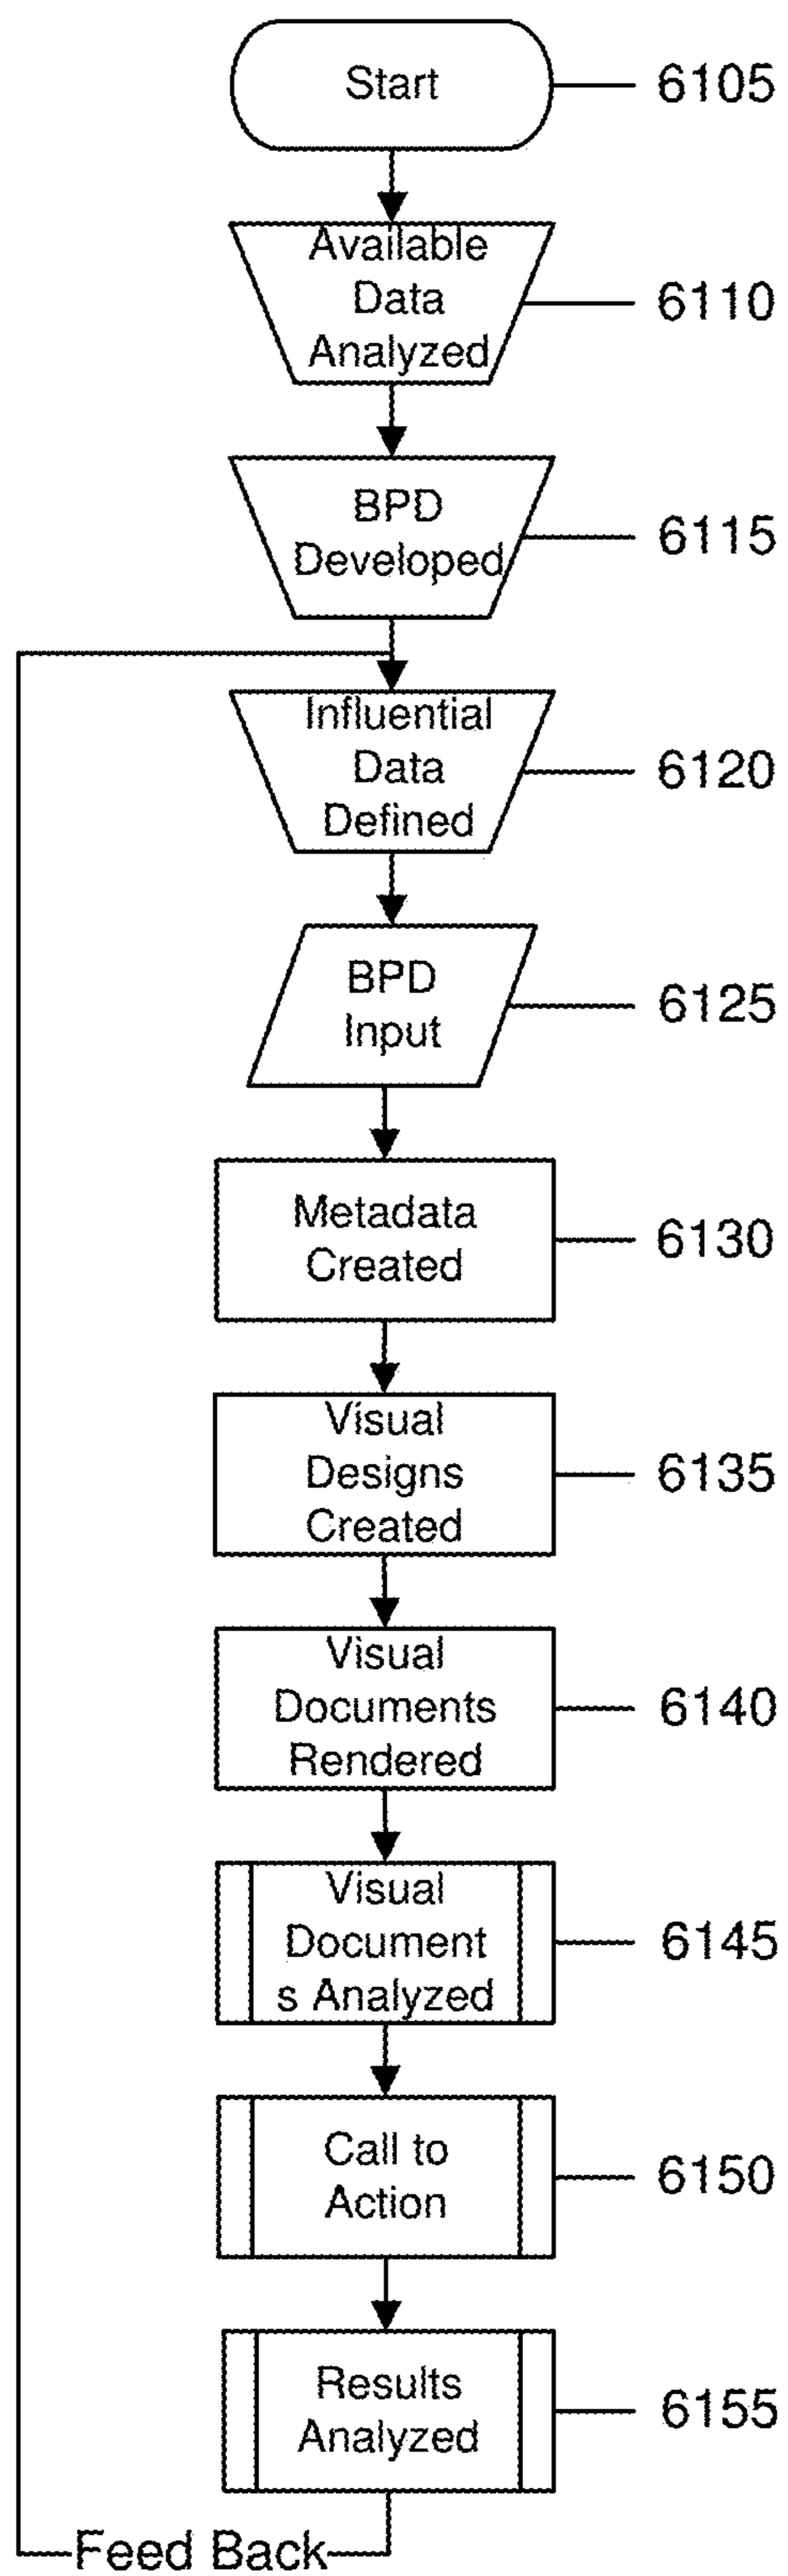 Start
6105
Available
Data
Analyzed
6110
BPD
Developed
6115
Influential
Data
Defined
6120
BPD
Input
6125
Metadata
Created
6130
Visual
Designs
Created
6135
Visual
Documents
Rendered
6140
Visual
Document
s Analyzed
6145
Call to
Action
6150
Results
Analyzed
6155
Feed Back